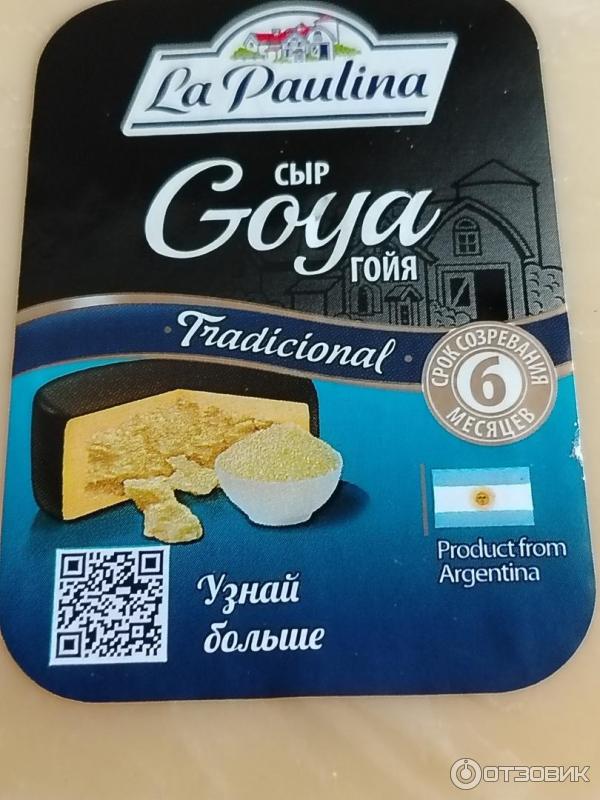 La Paulina
СЫР
Goya
ГОЙЯ
Tradicional
СРОК СОЗРЕВАНИЯ
6
МЕСЯЦЕВ
Product from
Argentina
Узнай
больше
ОТЗОВИК